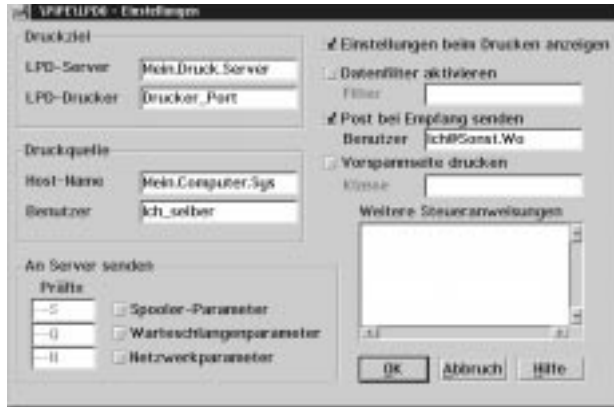 \PIPE\LPD0 - Einstellungen
Druckziel
LPD-Server Mein.Druck.Server
LPD-Drucker Drucker_Port
Druckquelle
Host-Name Mein.Computer.Sys
Benutzer Ich_selber
An Server senden
Präfix
--S Spooler-Parameter
--Q Warteschlangenparameter
--N Netzwerkparameter
Einstellungen beim Drucken anzeigen
Datenfilter aktivieren
Filter
Post bei Empfang senden
Benutzer Ich@Sonst.Wo
Vorspannseite drucken
Klasse
Weitere Steueranweisungen
OK Abbruch Hilfe